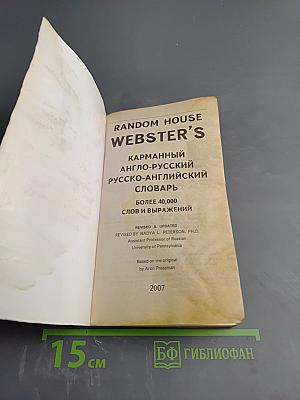 RANDOM HOUSE
WEBSTER'S
КАРМАННЫЙ
АНГЛО-РУССКИЙ
РУССКО-АНГЛИЙСКИЙ
СЛОВАРЬ
БОЛЕЕ 40,000
СЛОВ И ВЫРАЖЕНИЙ
REVISED & UPDATED
REVISED BY NADYA L. PETERSON, PH.D.
Assistant Professor of Russian
University of Pennsylvania
Based on the original
by Aron Pressman
2007
15 см
БФ БИБЛИОФАН